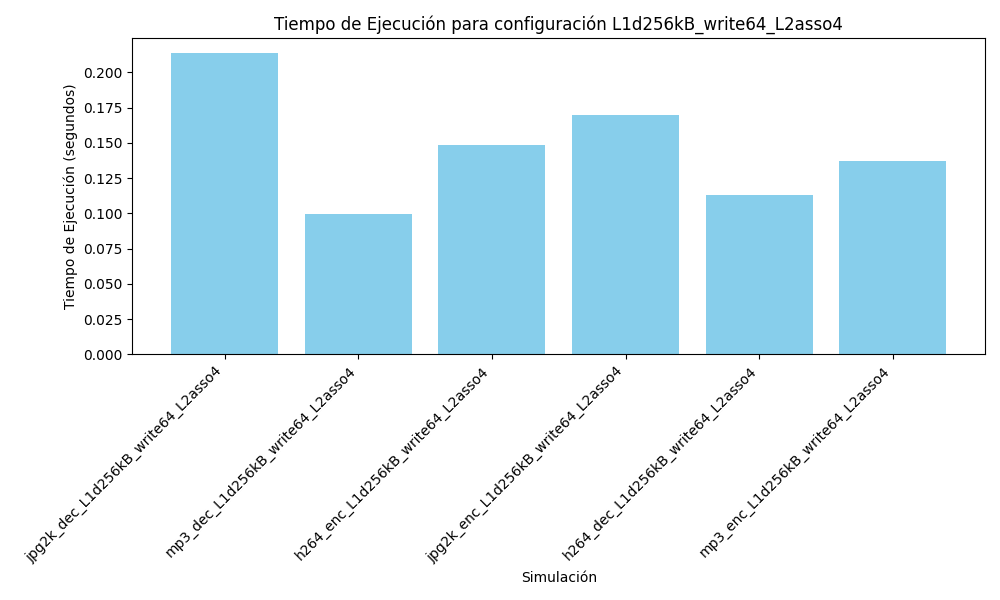 Tiempo de Ejecución para configuración L1d256kB_write64_L2asso4
Tiempo de Ejecución (segundos)
0.200
0.175
0.150
0.125
0.100
0.075
0.050
0.025
0.000
jpg2k_dec_L1d256kB_write64_L2asso4
mp3_dec_L1d256kB_write64_L2asso4
h264_enc_L1d256kB_write64_L2asso4
jpg2k_enc_L1d256kB_write64_L2asso4
h264_dec_L1d256kB_write64_L2asso4
mp3_enc_L1d256kB_write64_L2asso4
Simulación